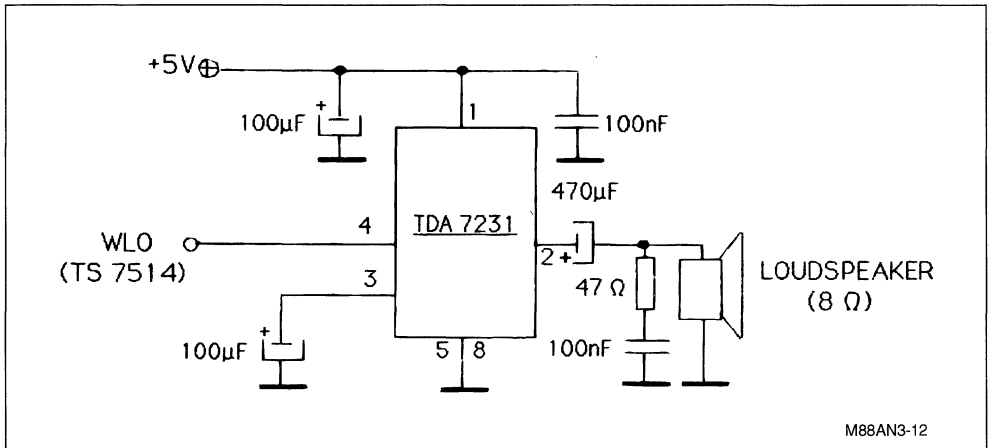 +5V
+
100µF
1
100nF
470µF
TDA 7231
4
WLO
(TS 7514)
2 +
3
47 Ω
LOUDSPEAKER
(8 Ω)
+
100µF
5 8
100nF
M88AN3-12